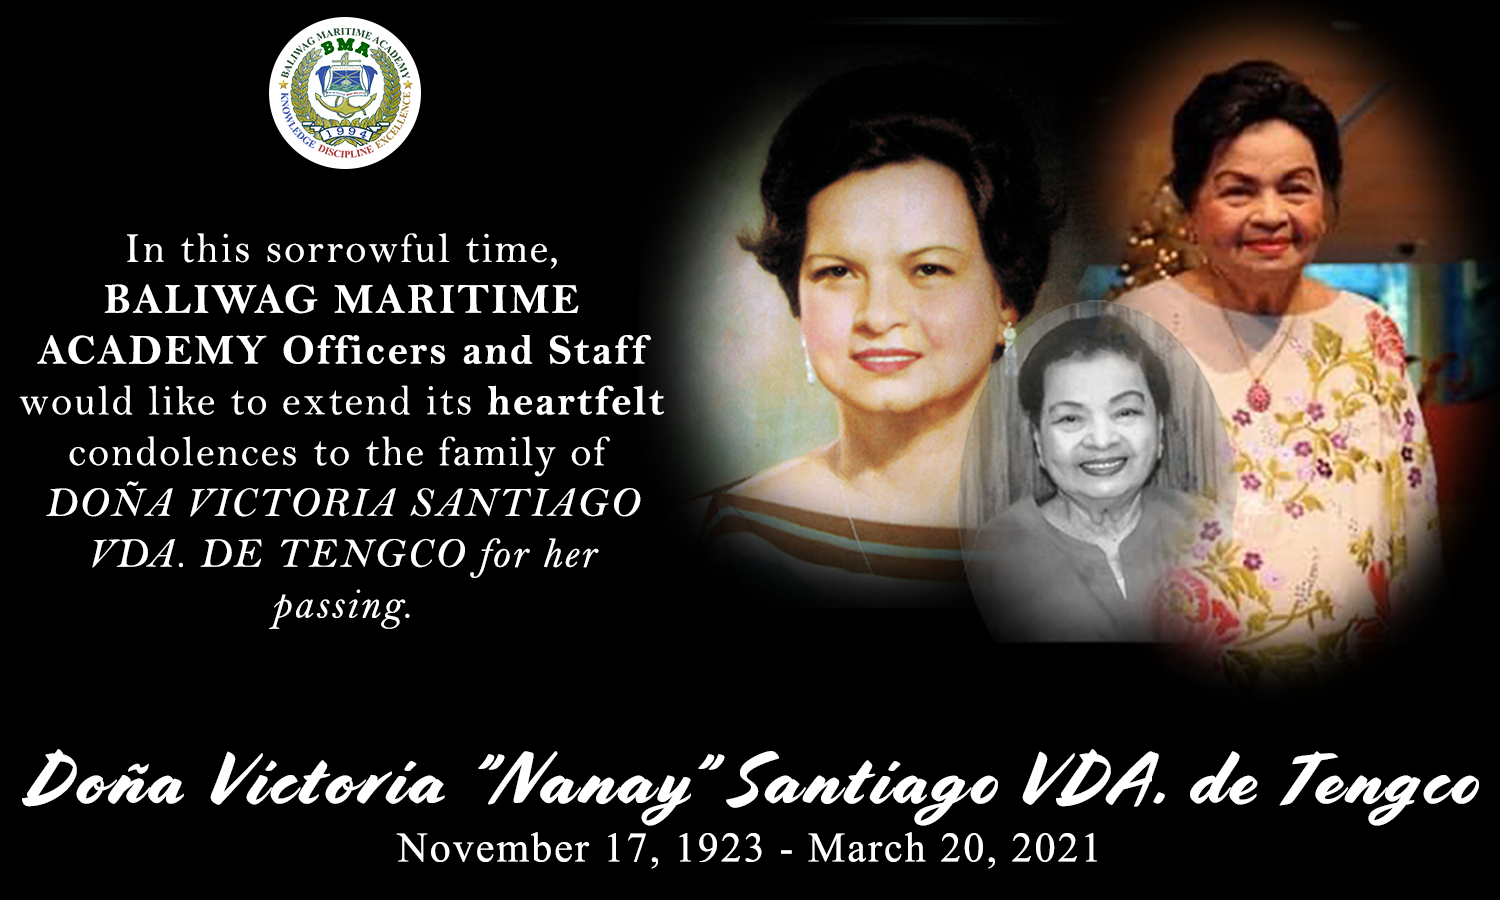 BALIWAG MARITIME ACADEMY
BMA
1994
KNOWLEDGE DISCIPLINE EXCELLENCE
In this sorrowful time,
BALIWAG MARITIME
ACADEMY Officers and Staff
would like to extend its heartfelt
condolences to the family of
DOÑA VICTORIA SANTIAGO
VDA. DE TENGCO for her
passing.
Doña Victoria "Nanay" Santiago VDA. de Tengco
November 17, 1923 - March 20, 2021